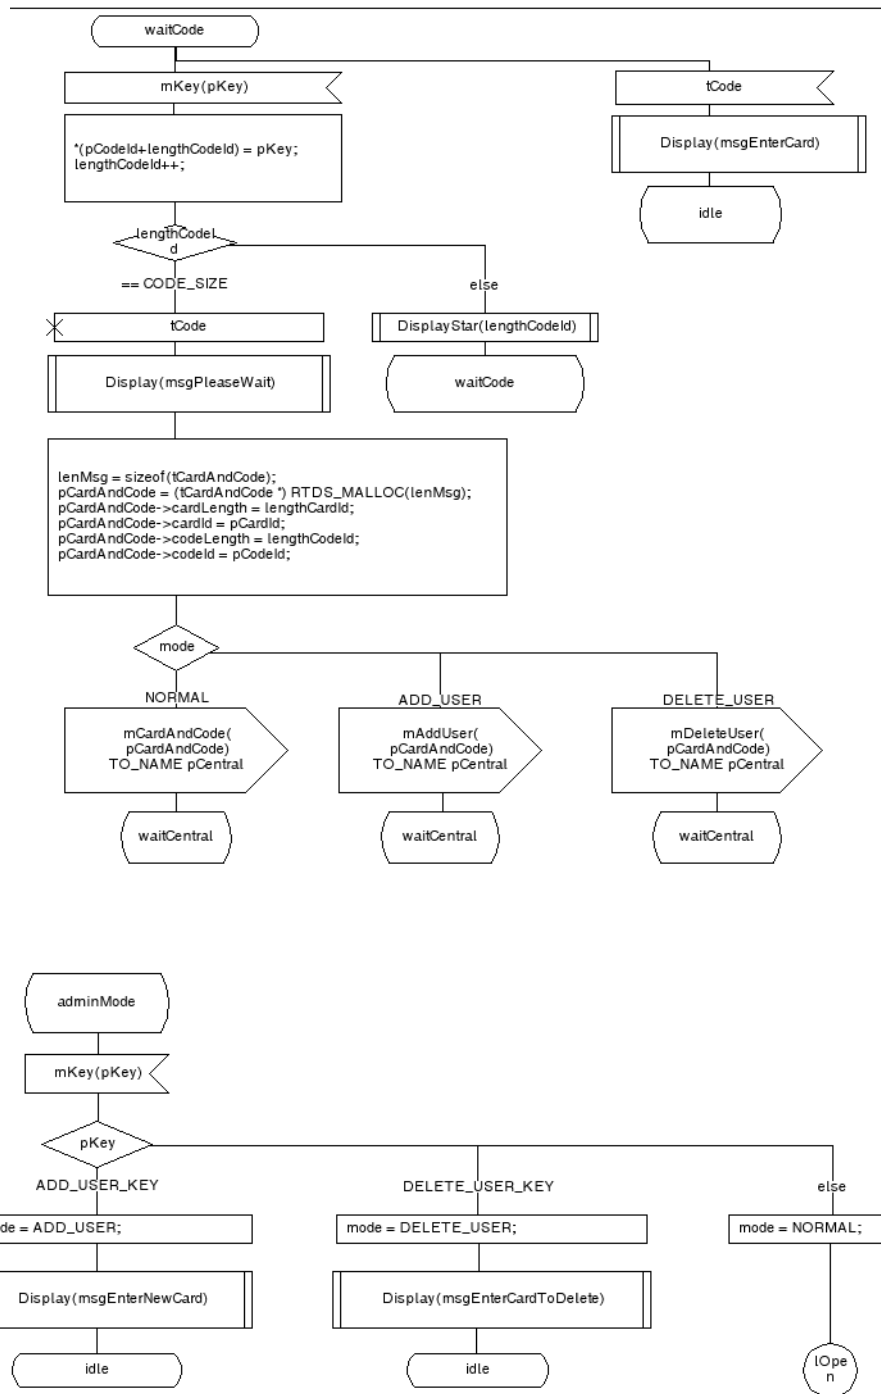 waitCode
mKey(pKey)
tCode
*(pCodeId+lengthCodeId) = pKey;
lengthCodeId++;
Display(msgEnterCard)
idle
lengthCodeI
d
== CODE_SIZE
else
tCode
DisplayStar(lengthCodeId)
Display(msgPleaseWait)
waitCode
lenMsg = sizeof(tCardAndCode);
pCardAndCode = (tCardAndCode *) RTDS_MALLOC(lenMsg);
pCardAndCode->cardLength = lengthCardId;
pCardAndCode->cardId = pCardId;
pCardAndCode->codeLength = lengthCodeId;
pCardAndCode->codeId = pCodeId;
mode
NORMAL
ADD_USER
DELETE_USER
mCardAndCode(
pCardAndCode)
TO_NAME pCentral
mAddUser(
pCardAndCode)
TO_NAME pCentral
mDeleteUser(
pCardAndCode)
TO_NAME pCentral
waitCentral
waitCentral
waitCentral
adminMode
mKey(pKey)
pKey
ADD_USER_KEY
DELETE_USER_KEY
else
de = ADD_USER;
mode = DELETE_USER;
mode = NORMAL;
Display(msgEnterNewCard)
Display(msgEnterCardToDelete)
idle
idle
lOpe
n